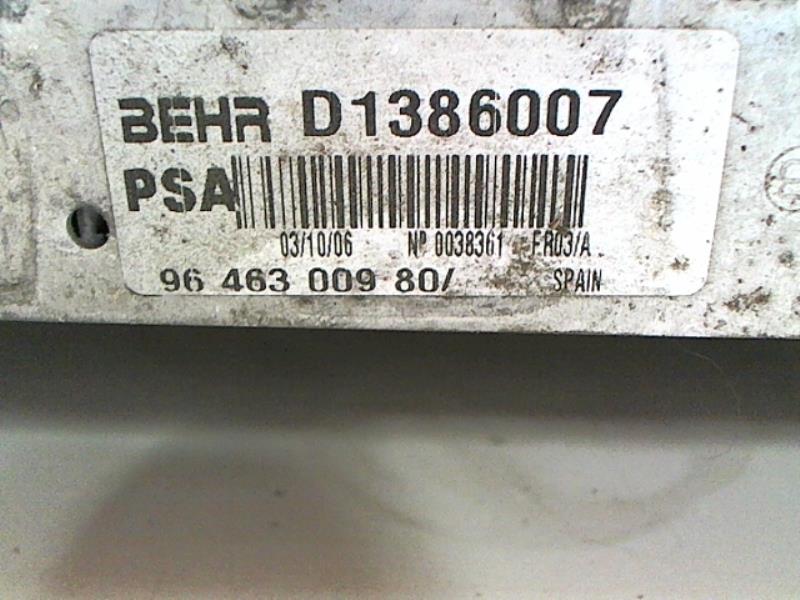 BEHR D1386007
PSA
03/10/06 Nº 0038361 FR03/A
96 463 009 80/ SPAIN